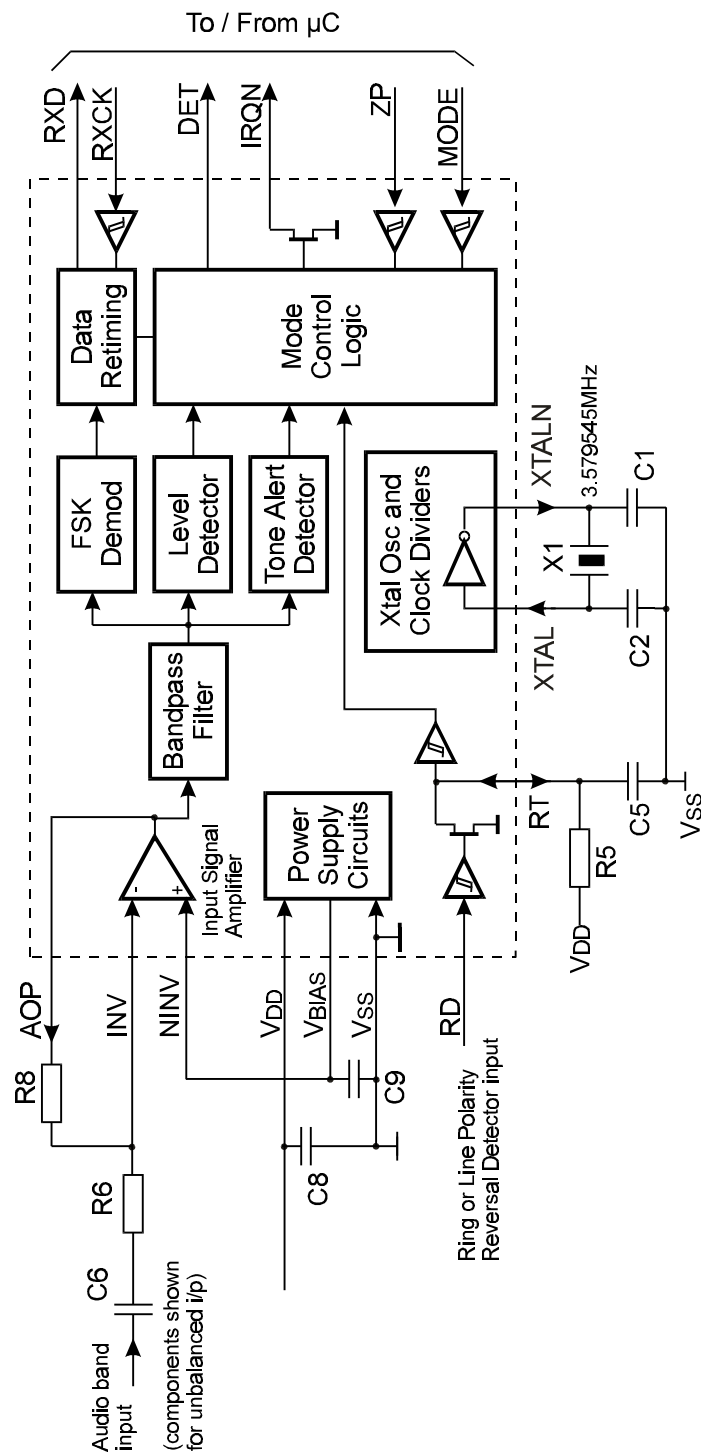 To / From µC
RXD
RXCK
DET
IRQN
ZP
MODE
Data
Retiming
Mode
Control
Logic
FSK
Demod
Level
Detector
Tone Alert
Detector
Xtal Osc and
Clock Dividers
XTALN
XTAL
3.579545MHz
X1
C1
C2
Bandpass
Filter
Input Signal
Amplifier
-
+
Power
Supply
Circuits
RT
C5
VSS
R5
VDD
AOP
INV
NINV
VDD
VBIAS
VSS
RD
R8
R6
C6
C9
C8
Audio band
input
(components shown
for unbalanced i/p)
Ring or Line Polarity
Reversal Detector input